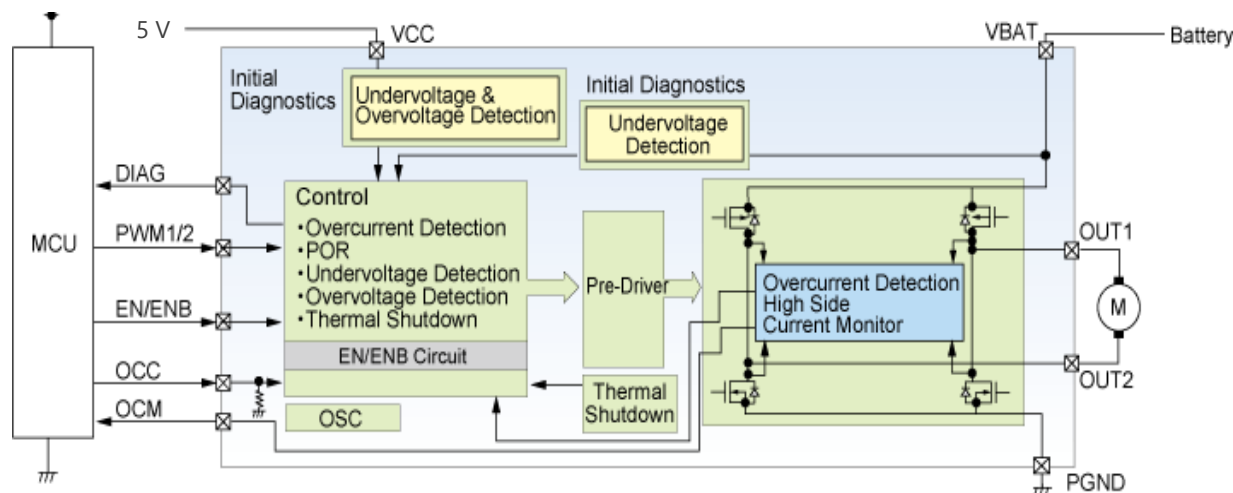 5 V
VCC
VBAT
Battery
Initial
Diagnostics
Undervoltage &
Overvoltage Detection
Initial Diagnostics
Undervoltage
Detection
MCU
DIAG
PWM1/2
EN/ENB
OCC
OCM
Control
・Overcurrent Detection
・POR
・Undervoltage Detection
・Overvoltage Detection
・Thermal Shutdown
EN/ENB Circuit
OSC
Pre-Driver
Thermal
Shutdown
Overcurrent Detection
High Side
Current Monitor
OUT1
M
OUT2
PGND